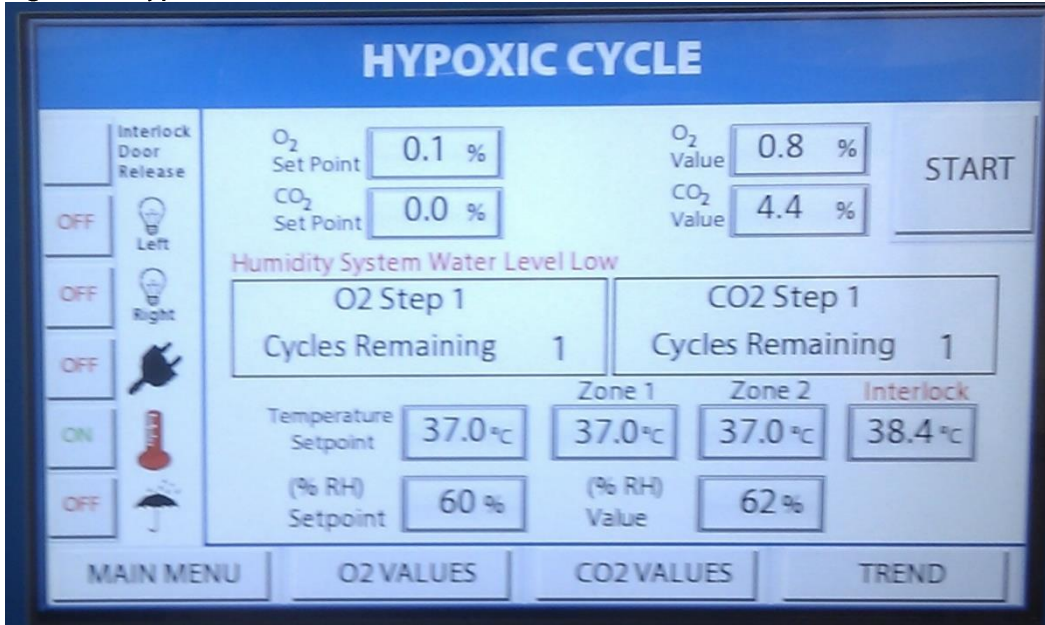 HYPOXIC CYCLE
Interlock
Door
Release
O2
Set Point 0.1 %
O2
Value 0.8 %
START
CO2
Set Point 0.0 %
CO2
Value 4.4 %
OFF
Left
Humidity System Water Level Low
OFF
Right
O2 Step 1
Cycles Remaining 1
CO2 Step 1
Cycles Remaining 1
OFF
Zone 1 Zone 2 Interlock
ON
Temperature
Setpoint 37.0 °C 37.0 °C 37.0 °C 38.4 °C
OFF
(% RH)
Setpoint 60 %
(% RH)
Value 62 %
MAIN MENU O2 VALUES CO2 VALUES TREND